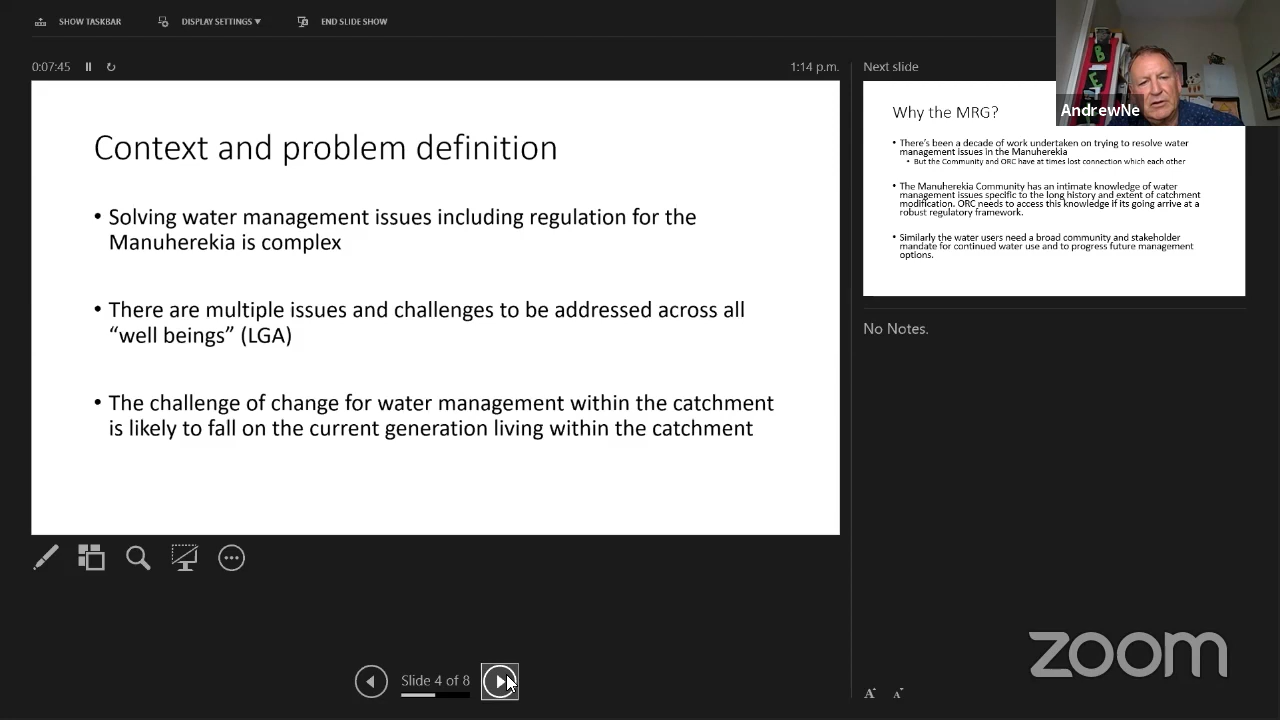 SHOW TASKBAR
DISPLAY SETTINGS
END SLIDE SHOW
0:07:45
1:14 p.m.
Context and problem definition
• Solving water management issues including regulation for the
Manuherekia is complex
• There are multiple issues and challenges to be addressed across all
“well beings” (LGA)
• The challenge of change for water management within the catchment
is likely to fall on the current generation living within the catchment
Slide 4 of 8
Next slide
AndrewNe
Why the MRG?
• There's been a decade of work undertaken on trying to resolve water
management issues in the Manuherekia
• But the Community and ORC have at times lost connection which each other
• The Manuherekia Community has an intimate knowledge of water
management issues specific to the long history and extent of catchment
modification. ORC needs to access this knowledge if its going arrive at a
robust regulatory framework.
• Similarly the water users need a broad community and stakeholder
mandate for continued water use and to progress future management
options.
No Notes.
zoom
A A